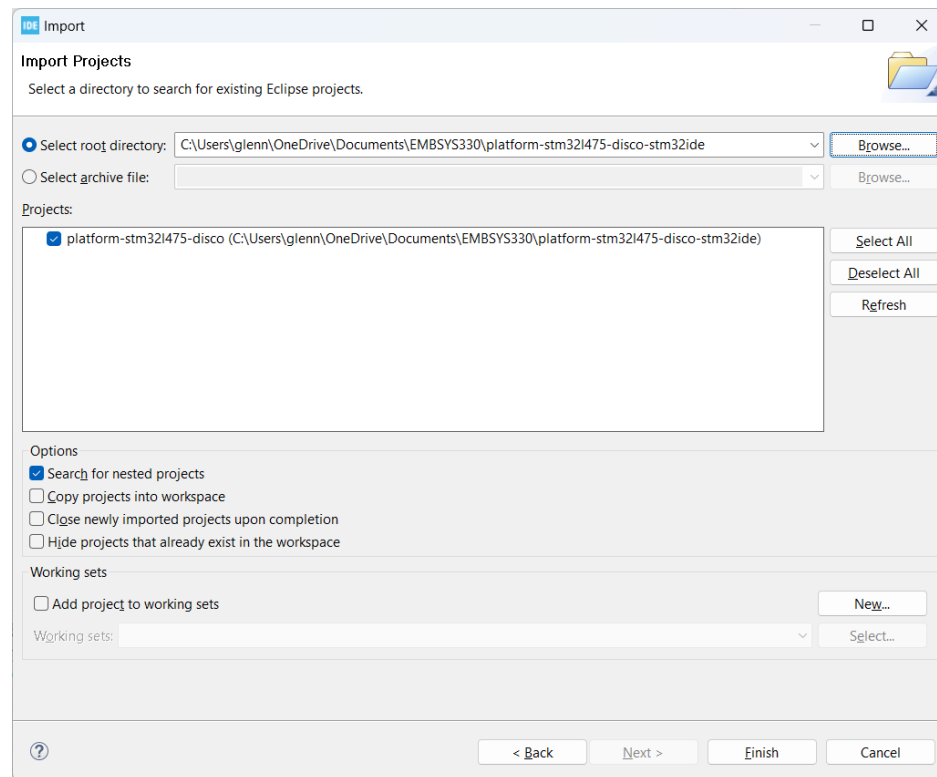 IDE Import
Import Projects
Select a directory to search for existing Eclipse projects.
Select root directory: C:\Users\glenn\OneDrive\Documents\EMBSYS330\platform-stm32l475-disco-stm32ide Browse...
Select archive file: Browse...
Projects:
platform-stm32l475-disco (C:\Users\glenn\OneDrive\Documents\EMBSYS330\platform-stm32l475-disco-stm32ide)
Select All
Deselect All
Refresh
Options
Search for nested projects
Copy projects into workspace
Close newly imported projects upon completion
Hide projects that already exist in the workspace
Working sets
Add project to working sets New...
Working sets: Select...
? < Back Next > Finish Cancel